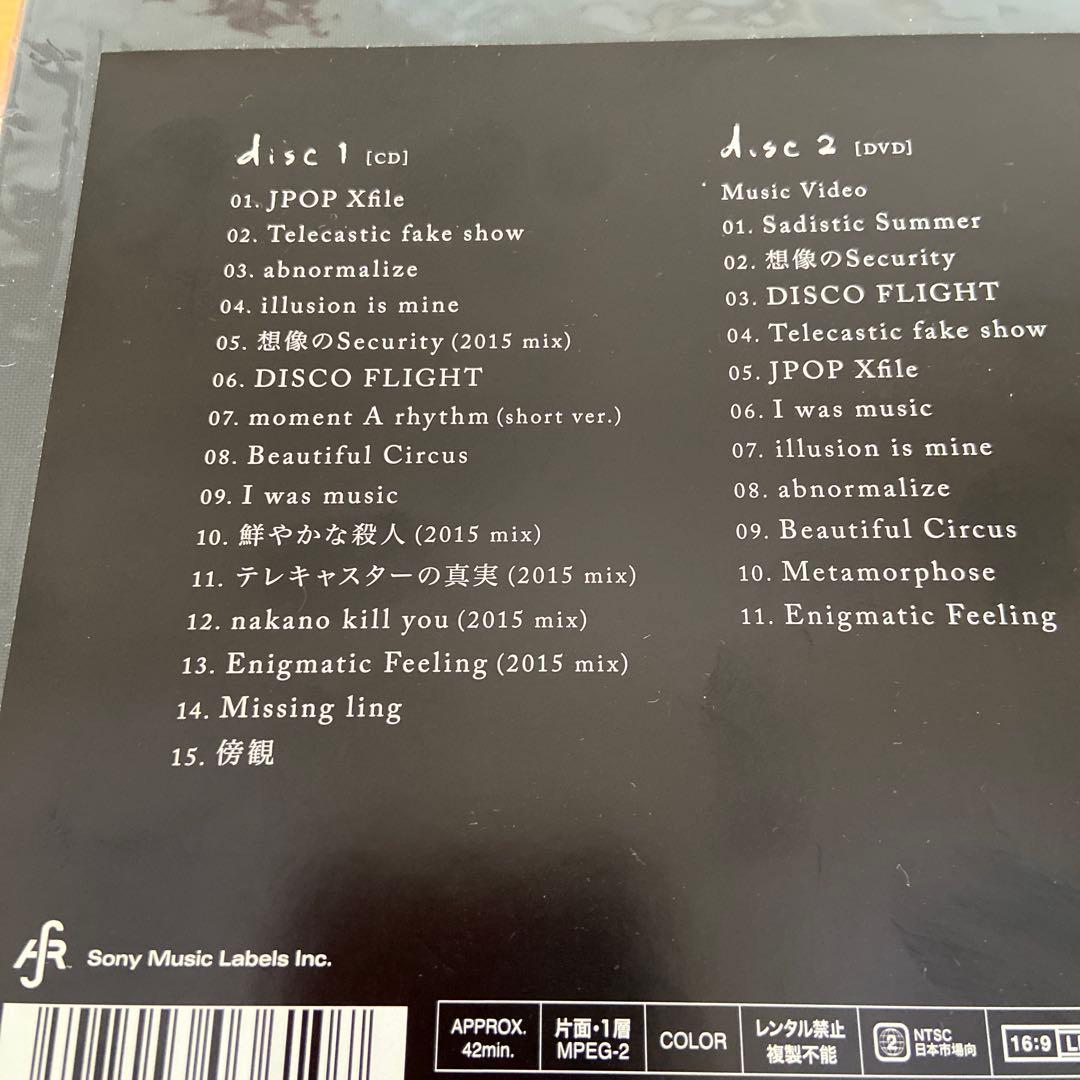 disc 1 [CD]
01. JPOP Xfile
02. Telecastic fake show
03. abnormalize
04. illusion is mine
05. 想像のSecurity (2015 mix)
06. DISCO FLIGHT
07. moment A rhythm (short ver.)
08. Beautiful Circus
09. I was music
10. 鮮やかな殺人 (2015 mix)
11. テレキャスターの真実 (2015 mix)
12. nakano kill you (2015 mix)
13. Enigmatic Feeling (2015 mix)
14. Missing ling
15. 傍観
disc 2 [DVD]
Music Video
01. Sadistic Summer
02. 想像のSecurity
03. DISCO FLIGHT
04. Telecastic fake show
05. JPOP Xfile
06. I was music
07. illusion is mine
08. abnormalize
09. Beautiful Circus
10. Metamorphose
11. Enigmatic Feeling
Sony Music Labels Inc.
APPROX.
42min.
片面・1層
MPEG-2
COLOR
レンタル禁止
複製不能
2
NTSC
日本市場向
16:9